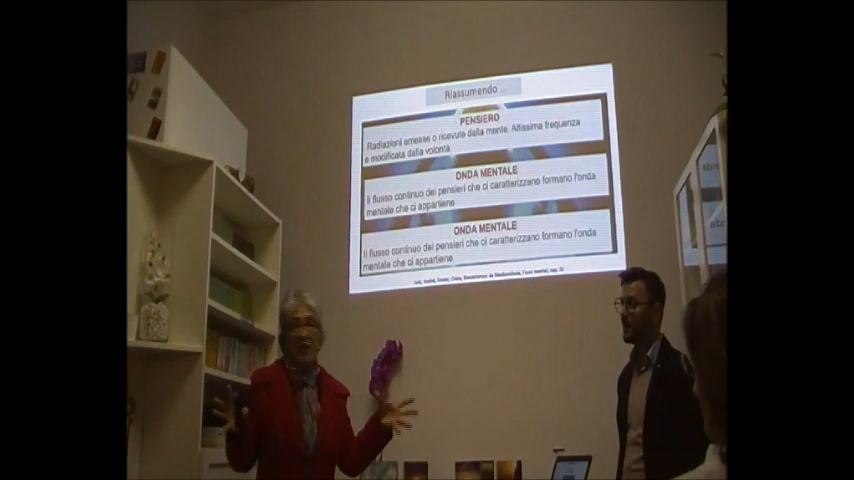 Riassumendo ...
PENSIERO
Radiazioni emesse o ricevute dalla mente. Altissima frequenza
e modificata dalla volontà
ONDA MENTALE
Il flusso continuo dei pensieri che ci caratterizzano formano l'onda
mentale che ci appartiene
ONDA MENTALE
Il flusso continuo dei pensieri che ci caratterizzano formano l'onda
mentale che ci appartiene